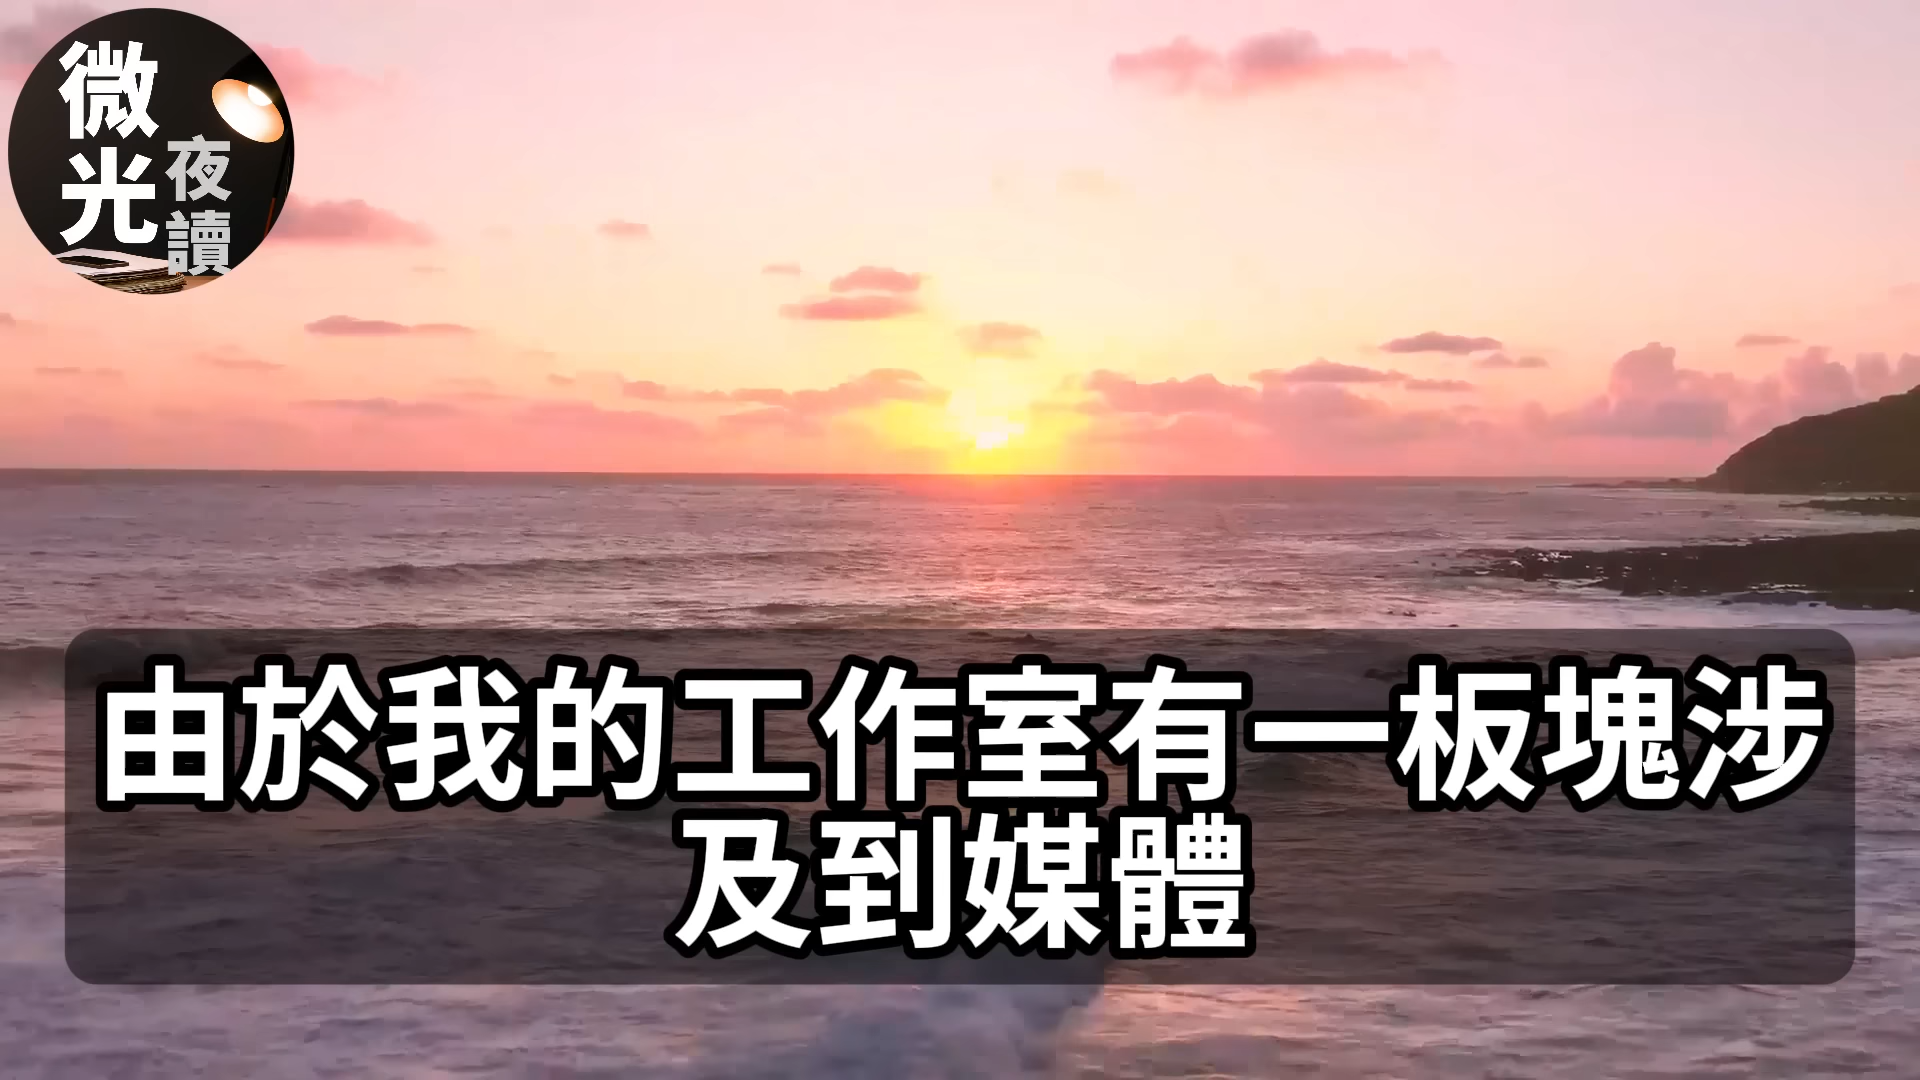 微光
夜讀
由於我的工作室有一板塊涉
及到媒體